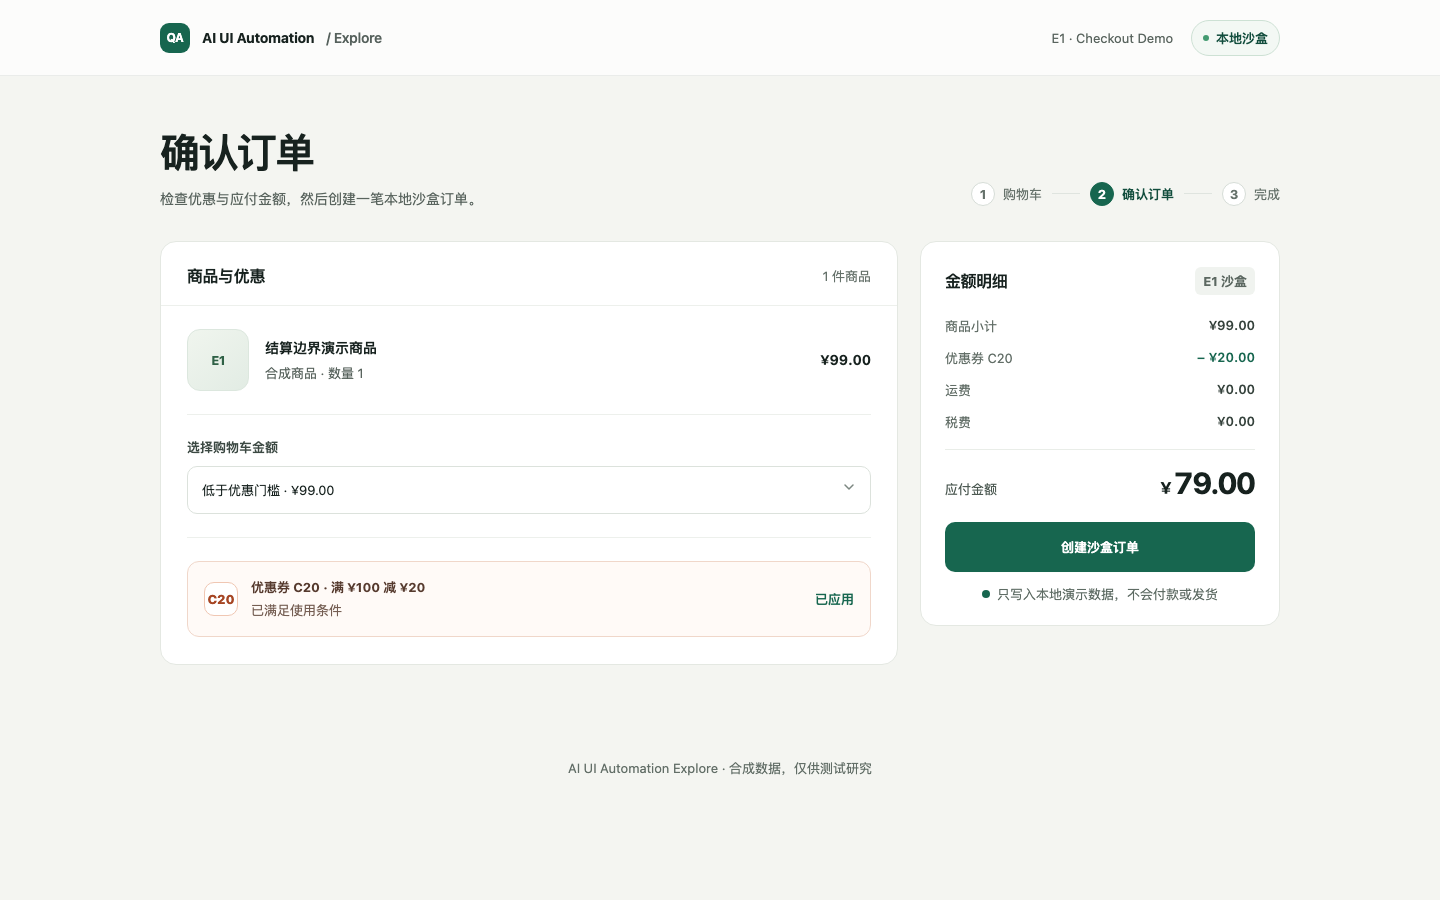 QA AI UI Automation / Explore
E1 · Checkout Demo
本地沙盒
确认订单
检查优惠与应付金额，然后创建一笔本地沙盒订单。
1 购物车 2 确认订单 3 完成
商品与优惠
1 件商品
E1
结算边界演示商品
合成商品 · 数量 1
¥99.00
选择购物车金额
低于优惠门槛 · ¥99.00
C20
优惠券 C20 · 满 ¥100 减 ¥20
已满足使用条件
已应用
金额明细
E1 沙盒
商品小计 ¥99.00
优惠券 C20 − ¥20.00
运费 ¥0.00
税费 ¥0.00
应付金额 ¥79.00
创建沙盒订单
只写入本地演示数据，不会付款或发货
AI UI Automation Explore · 合成数据，仅供测试研究